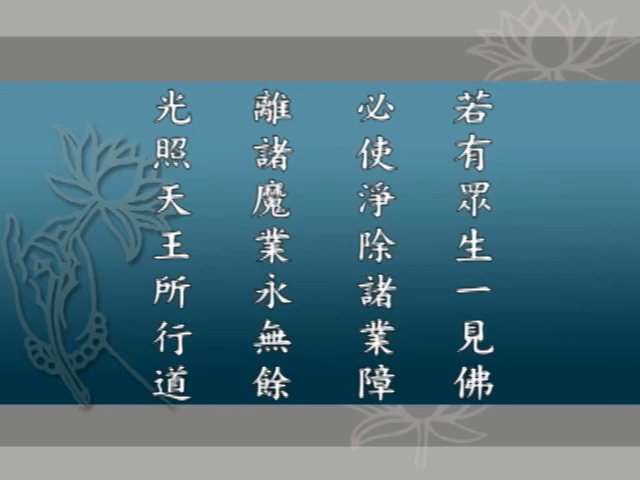 若有眾生一見佛
必使淨除諸業障
離諸魔業永無餘
光照天王所行道